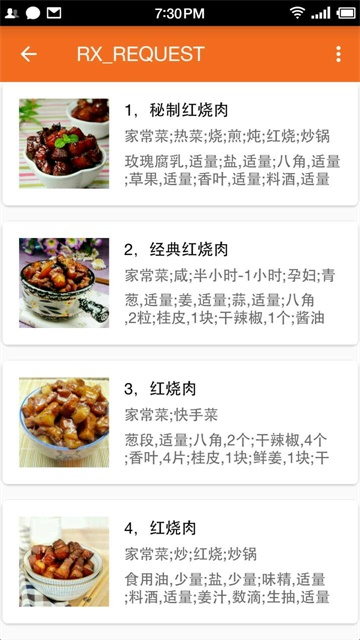 7:30PM
RX_REQUEST
1，秘制红烧肉
家常菜;热菜;烧;煎;炖;红烧;炒锅
玫瑰腐乳,适量;盐,适量;八角,适量
;草果,适量;香叶,适量;料酒,适量
2，经典红烧肉
家常菜;咸;半小时-1小时;孕妇;青
葱,适量;姜,适量;蒜,适量;八角
,2粒;桂皮,1块;干辣椒,1个;酱油
3，红烧肉
家常菜;快手菜
葱段,适量;八角,2个;干辣椒,4个
;香叶,4片;桂皮,1块;鲜姜,1块;干
4，红烧肉
家常菜;炒;红烧;炒锅
食用油,少量;盐,少量;味精,适量
;料酒,适量;姜汁,数滴;生抽,适量